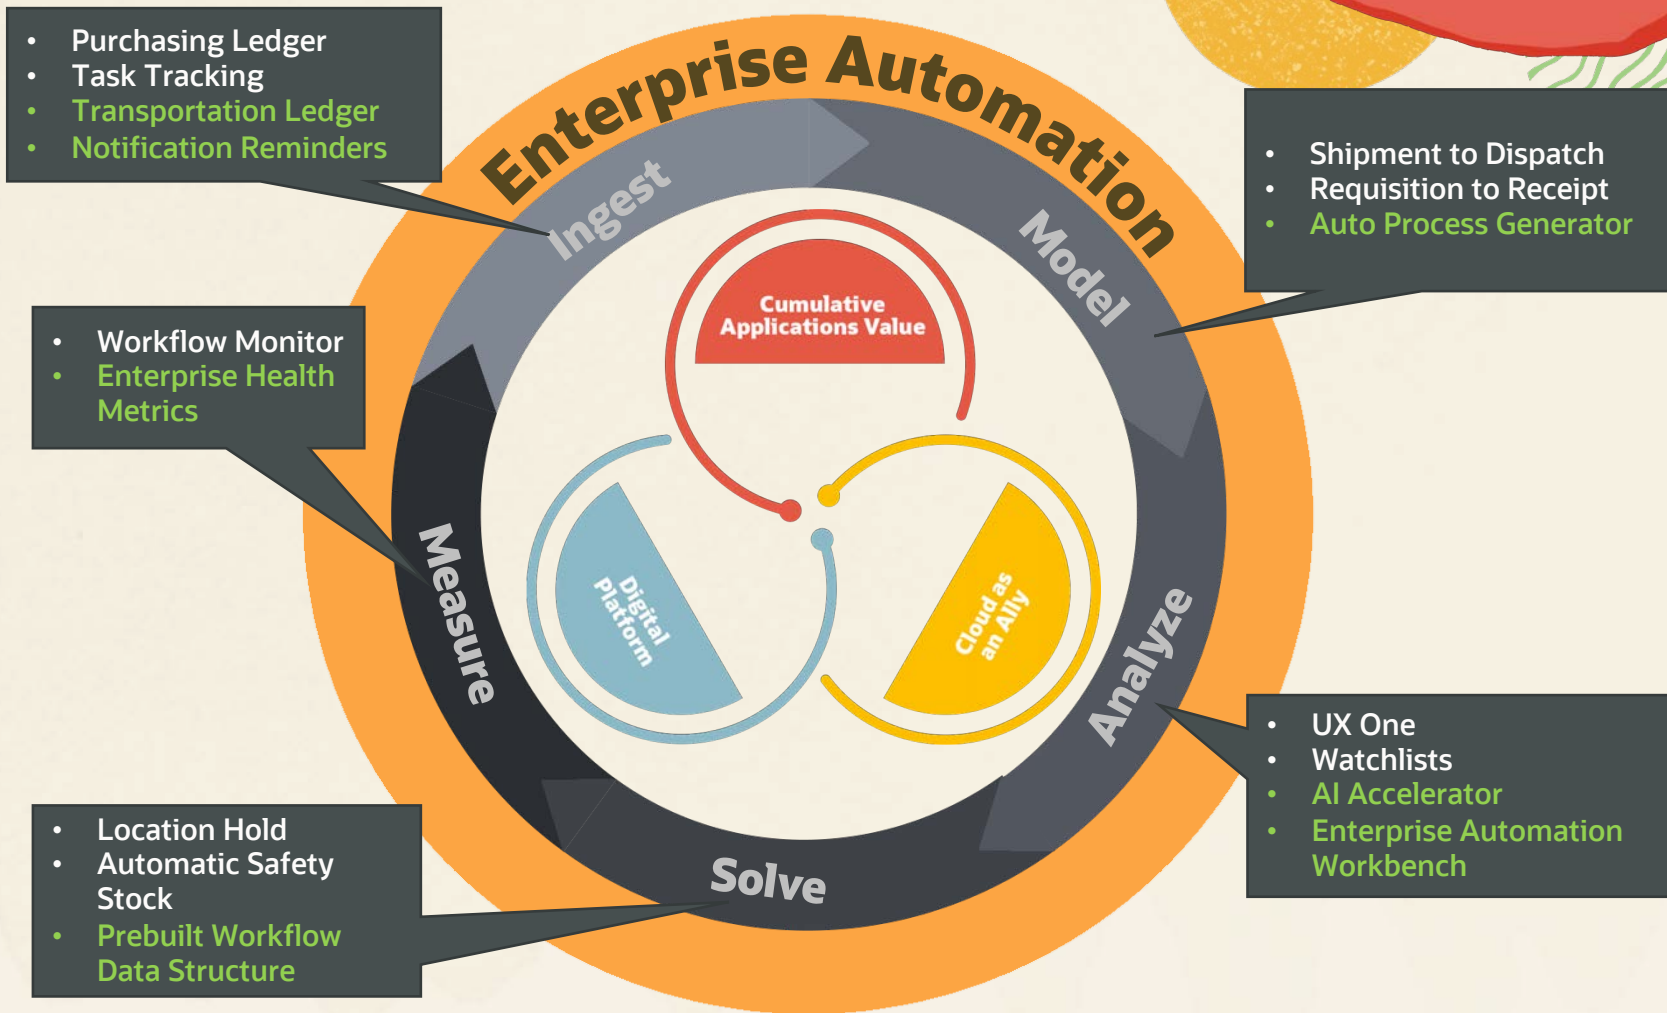 • Purchasing Ledger
• Task Tracking
• Transportation Ledger
• Notification Reminders
Enterprise Automation
• Shipment to Dispatch
• Requisition to Receipt
• Auto Process Generator
Ingest
Model
Cumulative
Applications Value
• Workflow Monitor
• Enterprise Health
Metrics
Measure
Digital
Platform
Cloud as
an Ally
Analyze
• UX One
• Watchlists
• AI Accelerator
• Enterprise Automation
Workbench
• Location Hold
• Automatic Safety
Stock
• Prebuilt Workflow
Data Structure
Solve